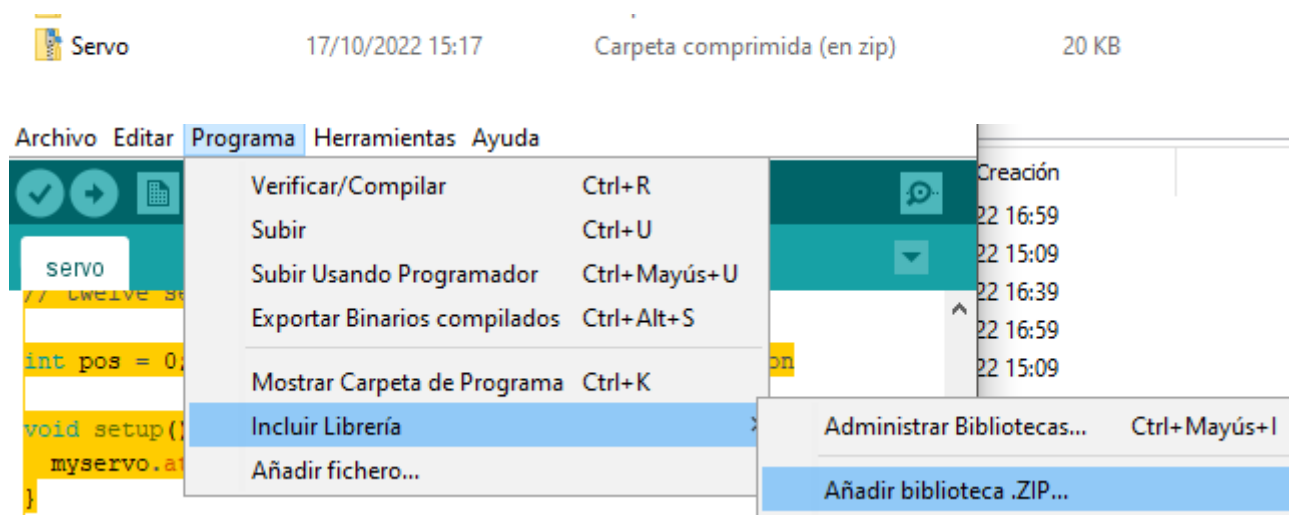 Servo 17/10/2022 15:17 Carpeta comprimida (en zip) 20 KB
Archivo Editar Programa Herramientas Ayuda
Verificar/Compilar Ctrl+R
Subir Ctrl+U
Subir Usando Programador Ctrl+Mayús+U
Exportar Binarios compilados Ctrl+Alt+S
Mostrar Carpeta de Programa Ctrl+K
Incluir Librería
Añadir fichero...
Administrar Bibliotecas... Ctrl+Mayús+I
Añadir biblioteca .ZIP...
servo
// twelve se
int pos = 0; on
void setup()
myservo.at
}
Creación
22 16:59
22 15:09
22 16:39
22 16:59
22 15:09